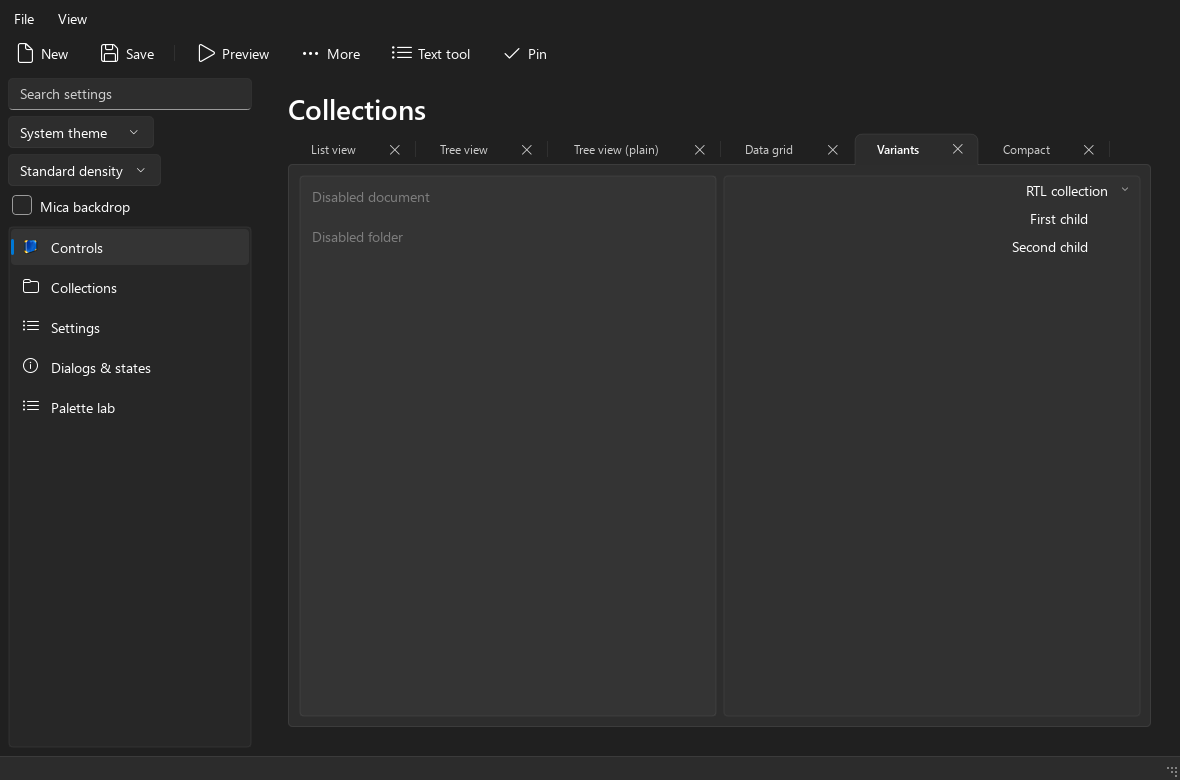 File View
New Save Preview More Text tool Pin
Search settings
System theme
Standard density
Mica backdrop
Controls
Collections
Settings
Dialogs & states
Palette lab
Collections
List view Tree view Tree view (plain) Data grid Variants Compact
Disabled document
Disabled folder
RTL collection
First child
Second child